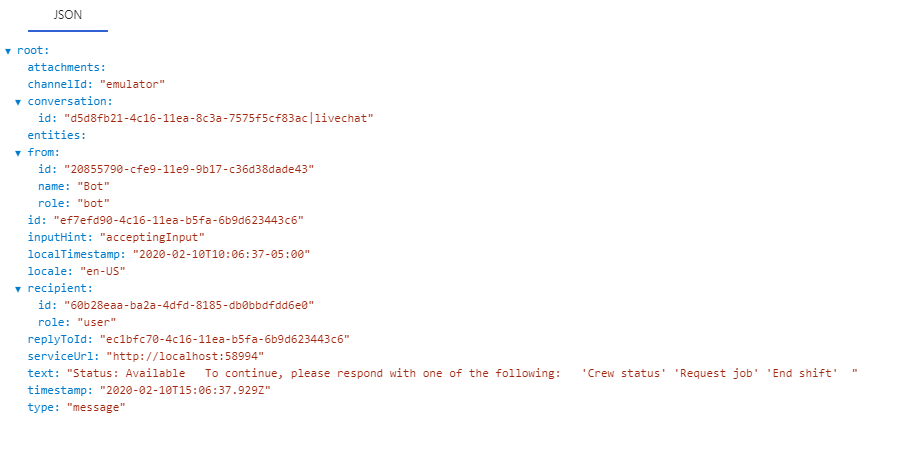 JSON
root:
attachments:
channelId: "emulator"
conversation:
id: "d5d8fb21-4c16-11ea-8c3a-7575f5cf83ac|livechat"
entities:
from:
id: "20855790-cfe9-11e9-9b17-c36d38dade43"
name: "Bot"
role: "bot"
id: "ef7efd90-4c16-11ea-b5fa-6b9d623443c6"
inputHint: "acceptingInput"
localTimestamp: "2020-02-10T10:06:37-05:00"
locale: "en-US"
recipient:
id: "60b28eaa-ba2a-4dfd-8185-db0bbdfdd6e0"
role: "user"
replyToId: "ec1bfc70-4c16-11ea-b5fa-6b9d623443c6"
serviceUrl: "http://localhost:58994"
text: "Status: Available   To continue, please respond with one of the following:   'Crew status' 'Request job' 'End shift'  "
timestamp: "2020-02-10T15:06:37.929Z"
type: "message"